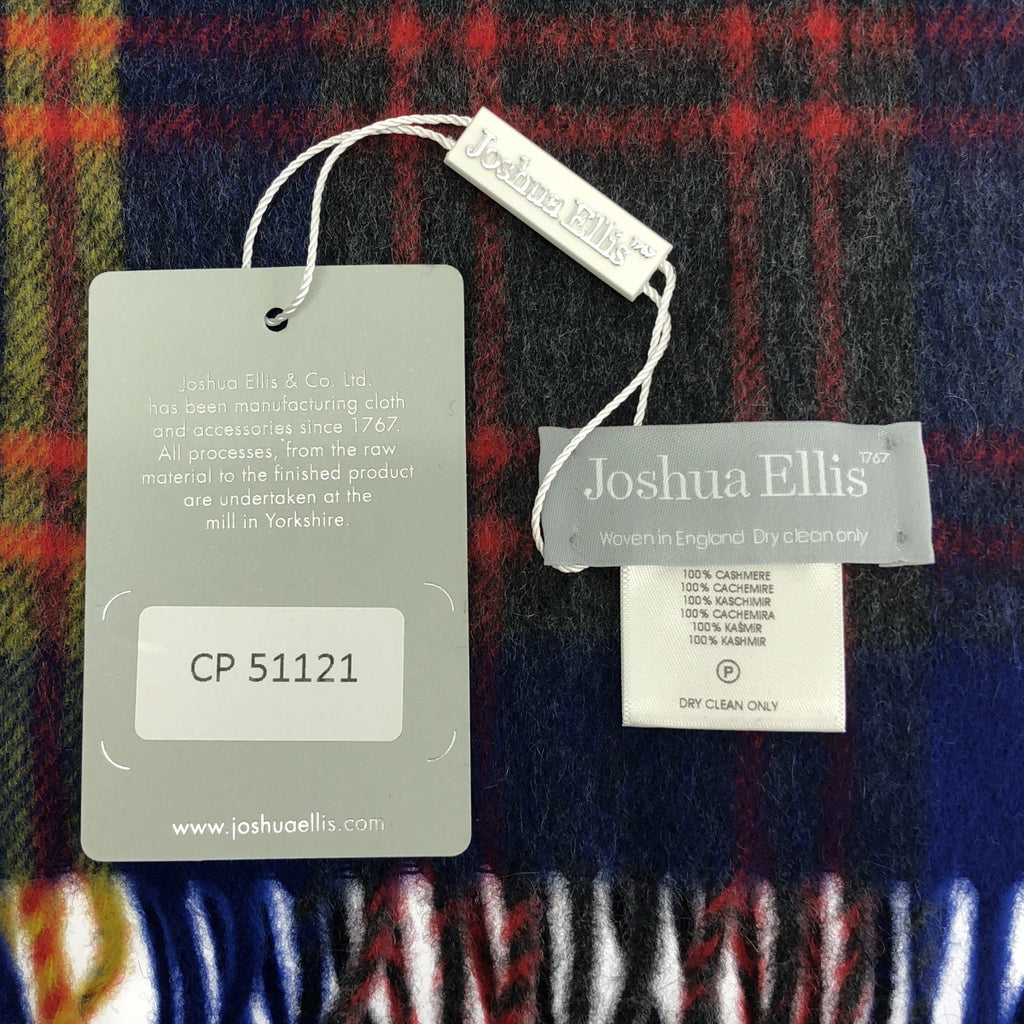 Joshua Ellis 1767
Joshua Ellis & Co. Ltd.
has been manufacturing cloth
and accessories since 1767.
All processes, from the raw
material to the finished product
are undertaken at the
mill in Yorkshire.
CP 51121
www.joshuaellis.com
Joshua Ellis 1767
Woven in England Dry clean only
100% CASHMERE
100% CACHEMIRE
100% KASCHIMIR
100% CACHEMIRA
100% KAŠMIR
100% KASHMIR
P
DRY CLEAN ONLY